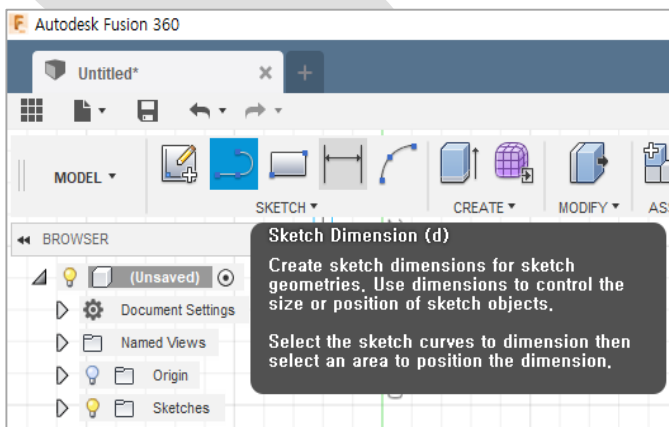 Autodesk Fusion 360
Untitled*
MODEL
SKETCH
CREATE
MODIFY
AS
BROWSER
Sketch Dimension (d)
Create sketch dimensions for sketch
geometries. Use dimensions to control the
size or position of sketch objects.
Select the sketch curves to dimension then
select an area to position the dimension.
(Unsaved)
Document Settings
Named Views
Origin
Sketches